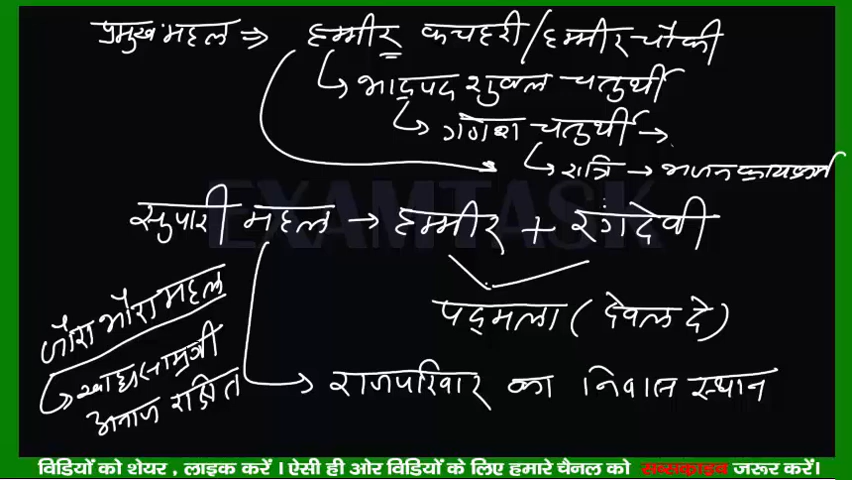 प्रमुख महल ⇒ हम्मीर कचहरी/हम्मीर चौकी
↳ भाद्रपद शुक्ल चतुर्थी
↳ गणेश चतुर्थी →
↳ रात्रि → भजन कार्यक्रम
EXAMTASK
सुपारी महल → हम्मीर + रंगदेवी
पद्मला (देवल दे)
जौरा भौरा महल
↳ खाद्य सामग्री
अनाज रक्षित
राजपरिवार का निवास स्थान
विडियों को शेयर , लाइक करें । ऐसी ही ओर विडियों के लिए हमारे चैनल को सब्सक्राइब जरूर करें।